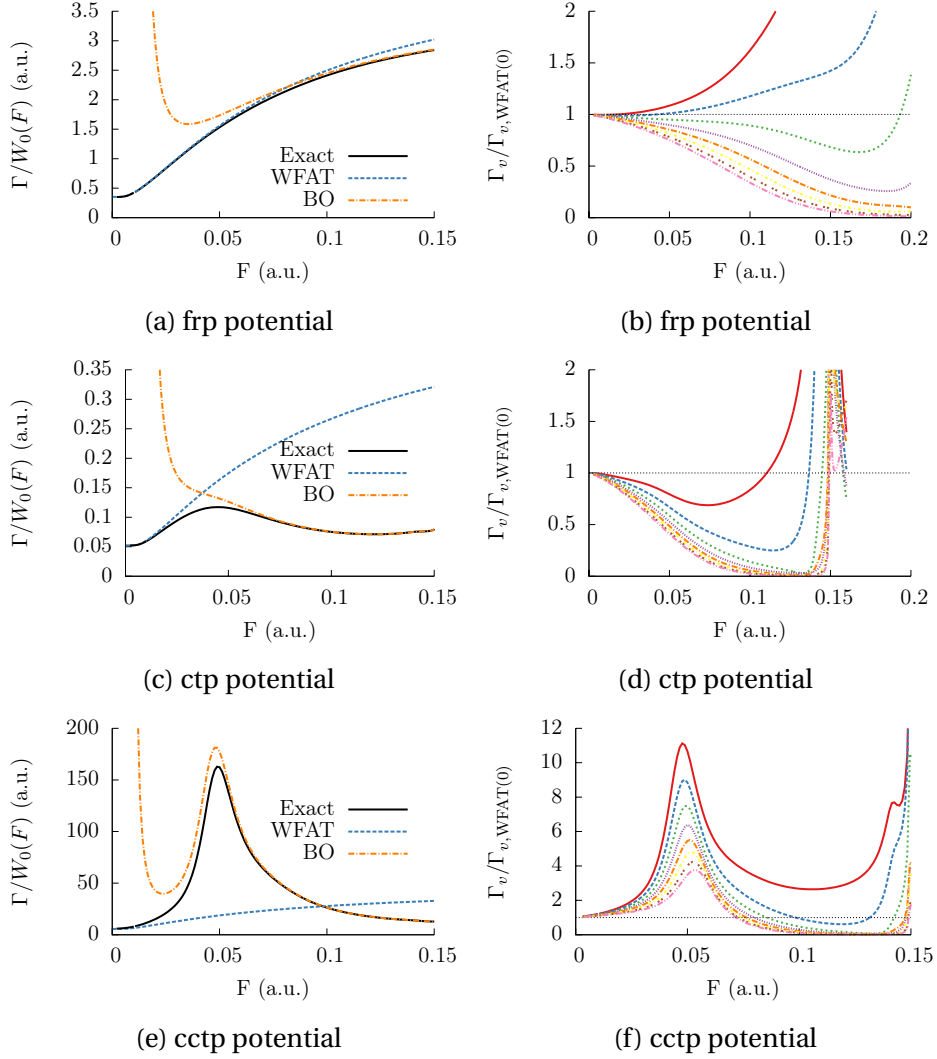 Γ/W0(F) (a.u.)
3.5
3
2.5
2
1.5
1
0.5
0
0 0.05 0.1 0.15
F (a.u.)
Exact
WFAT
BO
(a) frp potential
Γv/Γv,WFAT(0)
2
1.5
1
0.5
0
0 0.05 0.1 0.15 0.2
F (a.u.)
(b) frp potential
Γ/W0(F) (a.u.)
0.35
0.3
0.25
0.2
0.15
0.1
0.05
0
0 0.05 0.1 0.15
F (a.u.)
Exact
WFAT
BO
(c) ctp potential
Γv/Γv,WFAT(0)
2
1.5
1
0.5
0
0 0.05 0.1 0.15 0.2
F (a.u.)
(d) ctp potential
Γ/W0(F) (a.u.)
200
150
100
50
0
0 0.05 0.1 0.15
F (a.u.)
Exact
WFAT
BO
(e) cctp potential
Γv/Γv,WFAT(0)
12
10
8
6
4
2
1
0
0 0.05 0.1 0.15
F (a.u.)
(f) cctp potential